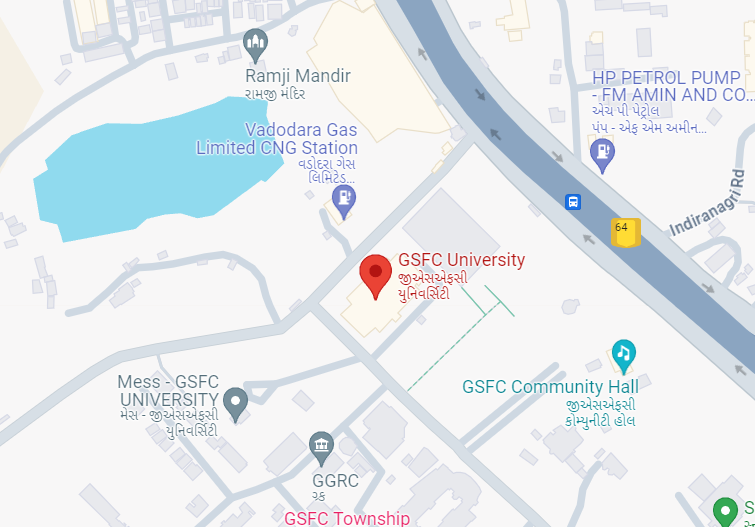 Ramji Mandir
રામજી મંદિર
HP PETROL PUMP
- FM AMIN AND CO...
એચ પી પેટ્રોલ
પંપ - એફ એમ અમીન...
Vadodara Gas
Limited CNG Station
વડોદરા ગેસ
લિમિટેડ...
Indiranagri Rd
64
GSFC University
જીએસએફસી
યુનિવર્સિટી
GSFC Community Hall
જીએસએફસી
કોમ્યુનીટી હોલ
Mess - GSFC
UNIVERSITY
મેસ - જીએસએફસી
યુનિવર્સિટી
GGRC
GSFC Township
S